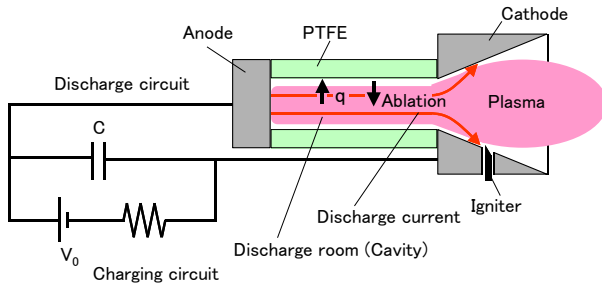 Cathode
PTFE
Anode
Discharge circuit
q
Ablation
Plasma
C
Igniter
Discharge current
Discharge room (Cavity)
V0
Charging circuit